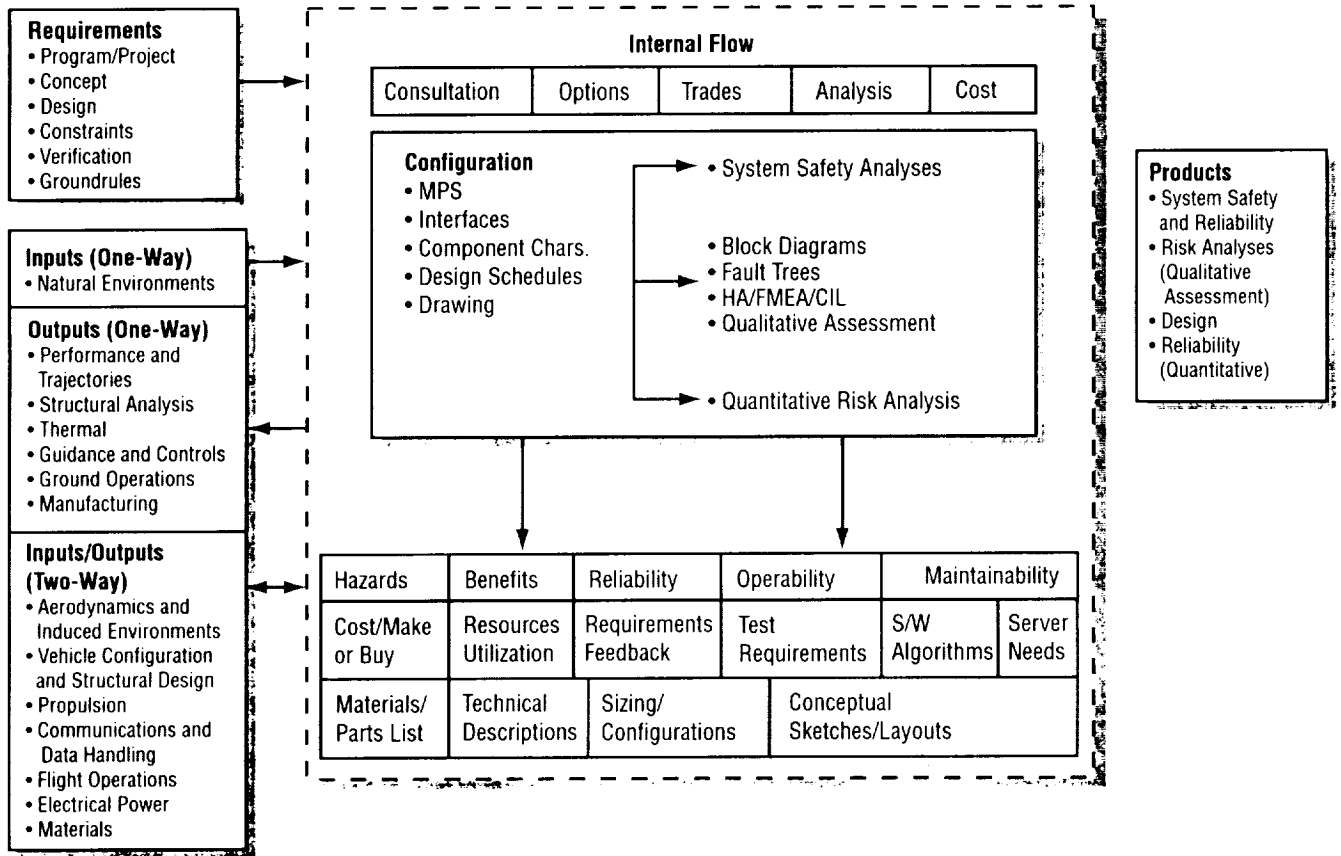 Requirements
• Program/Project
• Concept
• Design
• Constraints
• Verification
• Groundrules
Inputs (One-Way)
• Natural Environments
Outputs (One-Way)
• Performance and
Trajectories
• Structural Analysis
• Thermal
• Guidance and Controls
• Ground Operations
• Manufacturing
Inputs/Outputs
(Two-Way)
• Aerodynamics and
Induced Environments
• Vehicle Configuration
and Structural Design
• Propulsion
• Communications and
Data Handling
• Flight Operations
• Electrical Power
• Materials
Internal Flow
Consultation
Options
Trades
Analysis
Cost
Configuration
• MPS
• Interfaces
• Component Chars.
• Design Schedules
• Drawing
• System Safety Analyses
• Block Diagrams
• Fault Trees
• HA/FMEA/CIL
• Qualitative Assessment
• Quantitative Risk Analysis
Hazards
Benefits
Reliability
Operability
Maintainability
Cost/Make
or Buy
Resources
Utilization
Requirements
Feedback
Test
Requirements
S/W
Algorithms
Server
Needs
Materials/
Parts List
Technical
Descriptions
Sizing/
Configurations
Conceptual
Sketches/Layouts
Products
• System Safety
and Reliability
• Risk Analyses
(Qualitative
Assessment)
• Design
• Reliability
(Quantitative)